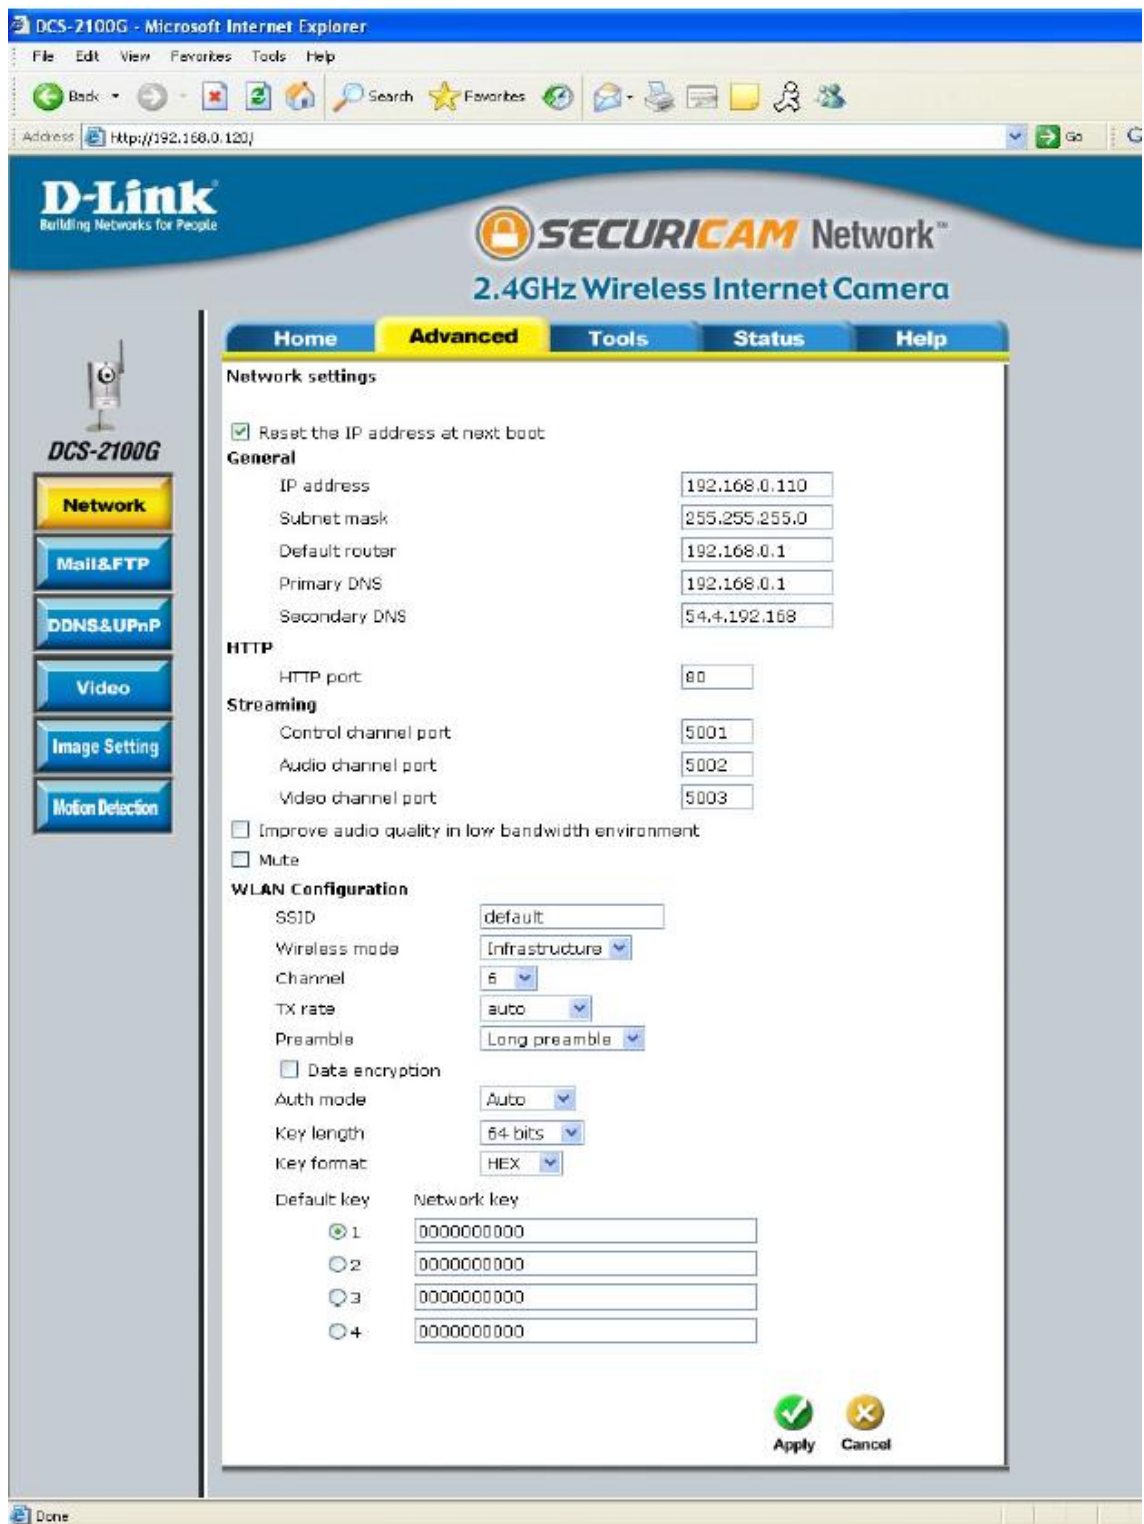 DCS-2100G - Microsoft Internet Explorer
File Edit View Favorites Tools Help
Back Search Favorites
Address http://192.168.0.120/ Go G
D-Link
Building Networks for People
SECURICAM Network™
2.4GHz Wireless Internet Camera
Home Advanced Tools Status Help
DCS-2100G
Network
Mail&FTP
DDNS&UPnP
Video
Image Setting
Motion Detection
Network settings
Reset the IP address at next boot
General
IP address 192.168.0.110
Subnet mask 255.255.255.0
Default router 192.168.0.1
Primary DNS 192.168.0.1
Secondary DNS 54.4.192.168
HTTP
HTTP port 80
Streaming
Control channel port 5001
Audio channel port 5002
Video channel port 5003
Improve audio quality in low bandwidth environment
Mute
WLAN Configuration
SSID default
Wireless mode Infrastructure
Channel 6
TX rate auto
Preamble Long preamble
Data encryption
Auth mode Auto
Key length 64 bits
Key format HEX
Default key Network key
1 0000000000
2 0000000000
3 0000000000
4 0000000000
Apply Cancel
Done